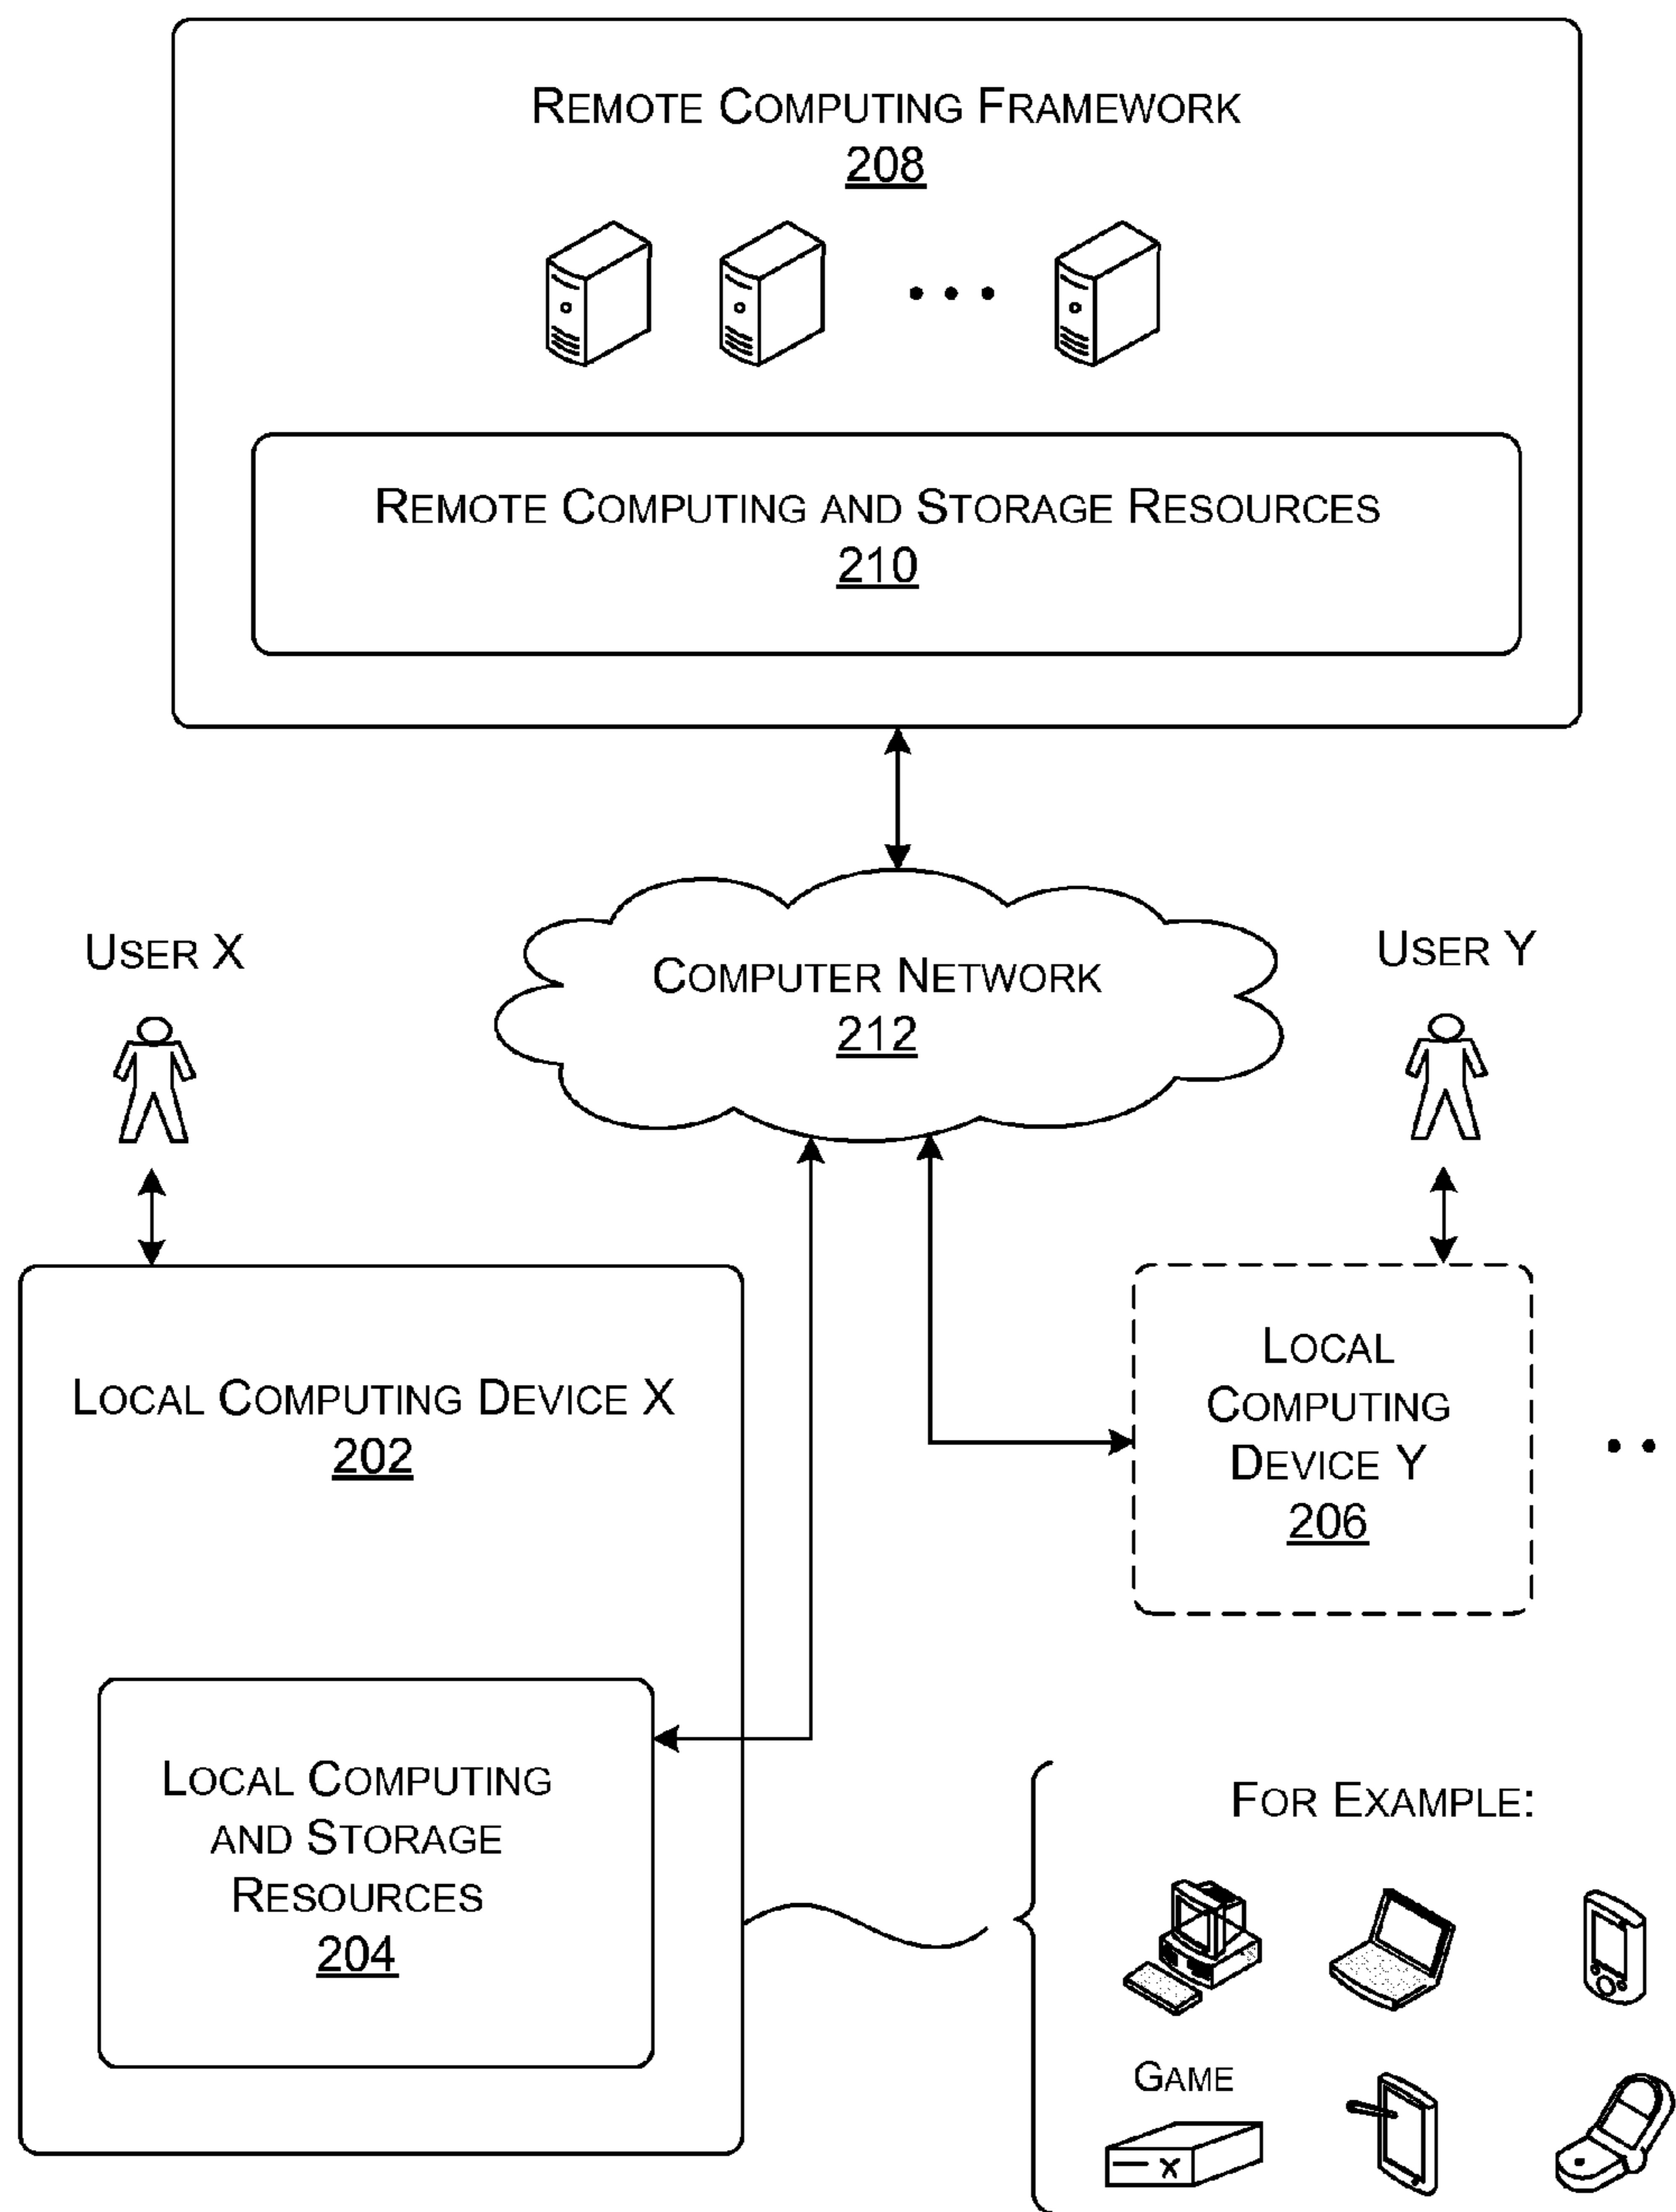 REMOTE COMPUTING FRAMEWORK
208
REMOTE COMPUTING AND STORAGE RESOURCES
210
USER X
COMPUTER NETWORK
212
USER Y
LOCAL COMPUTING DEVICE X
202
LOCAL
COMPUTING
DEVICE Y
206
LOCAL COMPUTING
AND STORAGE
RESOURCES
204
FOR EXAMPLE:
GAME
X